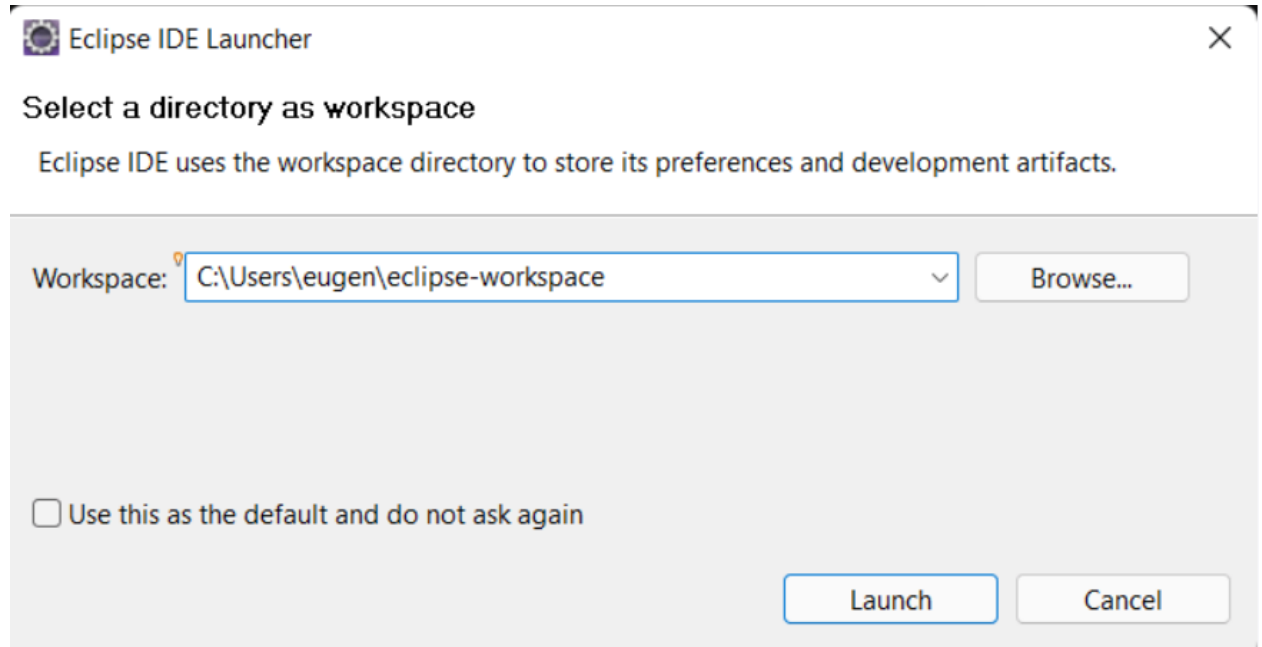 Eclipse IDE Launcher
Select a directory as workspace
Eclipse IDE uses the workspace directory to store its preferences and development artifacts.
Workspace: C:\Users\eugen\eclipse-workspace Browse...
Use this as the default and do not ask again
Launch Cancel